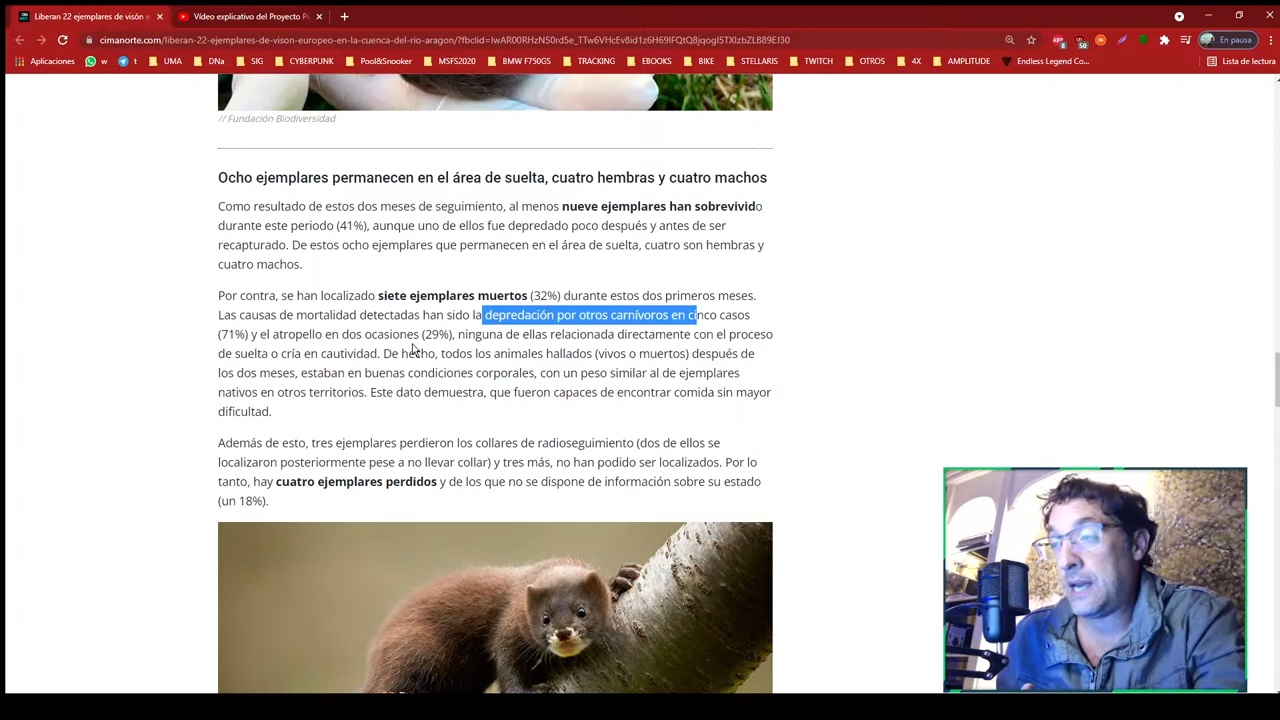 Liberan 22 ejemplares de visón e
Vídeo explicativo del Proyecto P
cimanorte.com/liberan-22-ejemplares-de-vison-europeo-en-la-cuenca-del-rio-aragon/?fbclid=IwAR00RHzN50rd5e_TTw6VHcEv8id1z6H69IFQtQ8jqogI5TXIzbZLB89EJ30
En pausa
Aplicaciones w t UMA DNa SIG CYBERPUNK Pool&Snooker MSFS2020 BMW F750GS TRACKING EBOOKS BIKE STELLARIS TWITCH OTROS 4X AMPLITUDE Endless Legend Co... Lista de lectura
// Fundación Biodiversidad
Ocho ejemplares permanecen en el área de suelta, cuatro hembras y cuatro machos
Como resultado de estos dos meses de seguimiento, al menos nueve ejemplares han sobrevivido
durante este periodo (41%), aunque uno de ellos fue depredado poco después y antes de ser
recapturado. De estos ocho ejemplares que permanecen en el área de suelta, cuatro son hembras y
cuatro machos.
Por contra, se han localizado siete ejemplares muertos (32%) durante estos dos primeros meses.
Las causas de mortalidad detectadas han sido la depredación por otros carnívoros en cinco casos
(71%) y el atropello en dos ocasiones (29%), ninguna de ellas relacionada directamente con el proceso
de suelta o cría en cautividad. De hecho, todos los animales hallados (vivos o muertos) después de
los dos meses, estaban en buenas condiciones corporales, con un peso similar al de ejemplares
nativos en otros territorios. Este dato demuestra, que fueron capaces de encontrar comida sin mayor
dificultad.
Además de esto, tres ejemplares perdieron los collares de radioseguimiento (dos de ellos se
localizaron posteriormente pese a no llevar collar) y tres más, no han podido ser localizados. Por lo
tanto, hay cuatro ejemplares perdidos y de los que no se dispone de información sobre su estado
(un 18%).